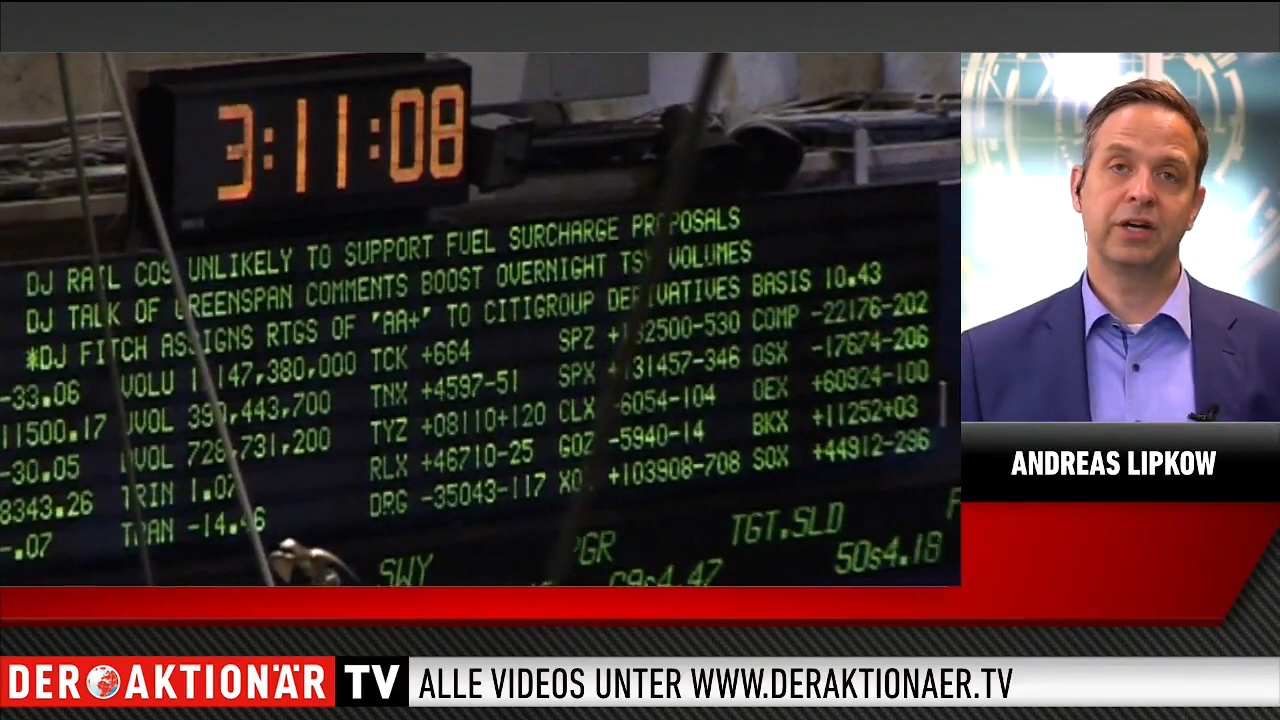 3:11:08
DJ RAIL COS UNLIKELY TO SUPPORT FUEL SURCHARGE PROPOSALS
DJ TALK OF GREENSPAN COMMENTS BOOST OVERNIGHT TSY VOLUMES
*DJ FITCH ASSIGNS RTGS OF 'AA+' TO CITIGROUP DERIVATIVES BASIS 10.43
-33.06 VOLU 1,147,380,000 TCK +664 SPZ +132500-530 COMP -22176-202
11500.17 UVOL 390,443,700 TNX +4597-51 SPX +131457-346 OSX -17674-206
-30.05 DVOL 728,731,200 TYZ +08110+120 CLX -6054-104 OEX +60924-100
8343.26 TRIN 1.07 RLX +46710-25 GOZ -5940-14 BKX +11252+03
-.07 TRAN -14.46 DRG -35043-117 +103908-708 SOX +44912-296
SWY PGR TGT.SLD
50s4.18
ANDREAS LIPKOW
DER AKTIONÄR TV ALLE VIDEOS UNTER WWW.DERAKTIONAER.TV